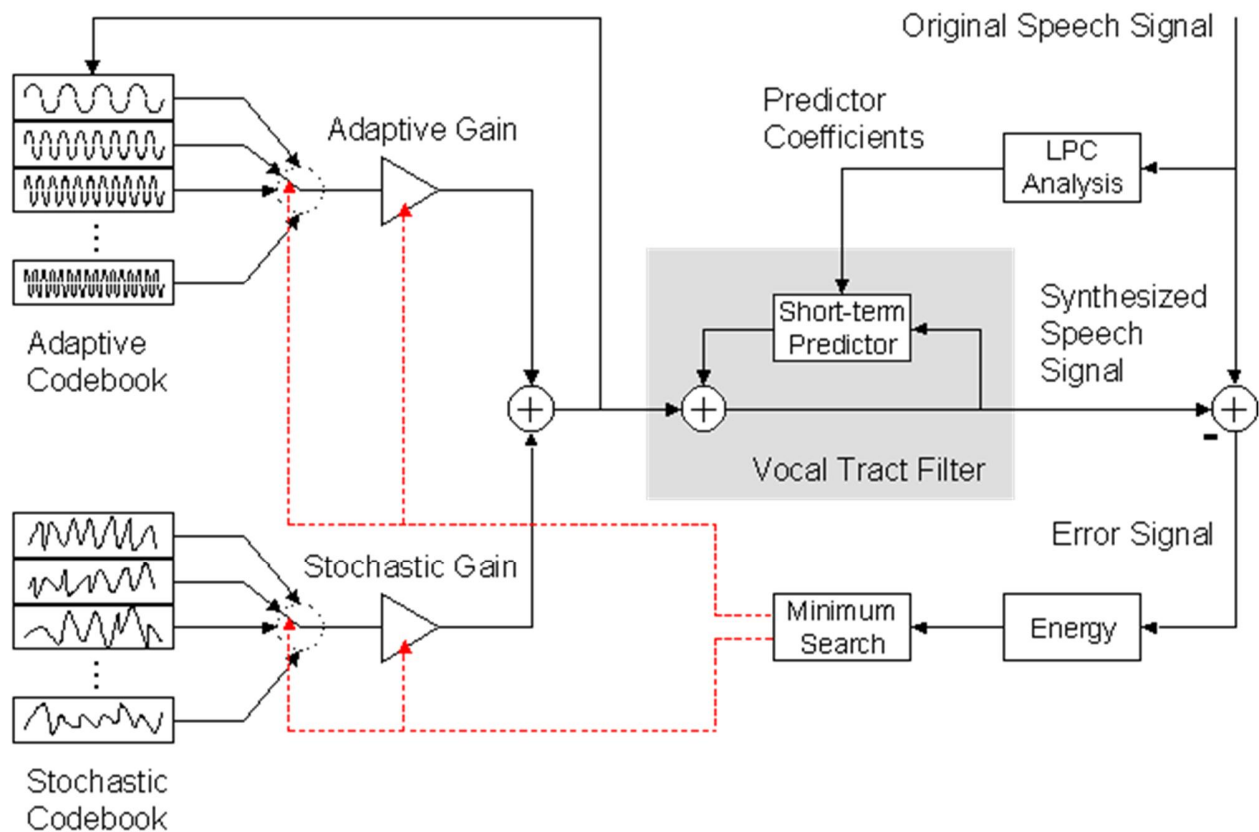 Original Speech Signal
Predictor
Coefficients
Adaptive Gain
LPC
Analysis
Short-term
Predictor
Synthesized
Speech
Signal
Adaptive
Codebook
+
+
+
-
Vocal Tract Filter
Error Signal
Stochastic Gain
Minimum
Search
Energy
Stochastic
Codebook